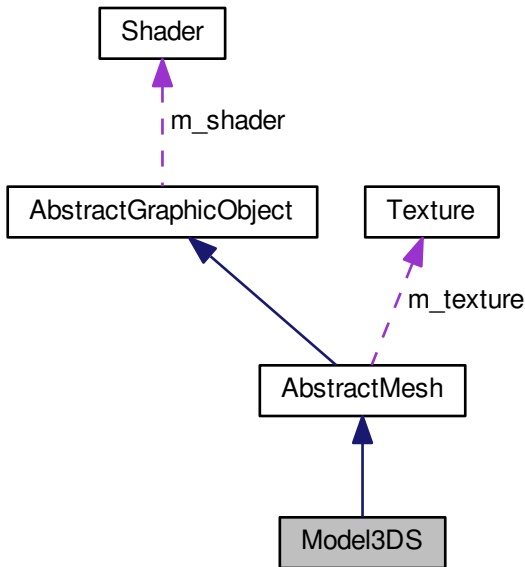 Shader
m_shader
AbstractGraphicObject
Texture
m_texture
AbstractMesh
Model3DS